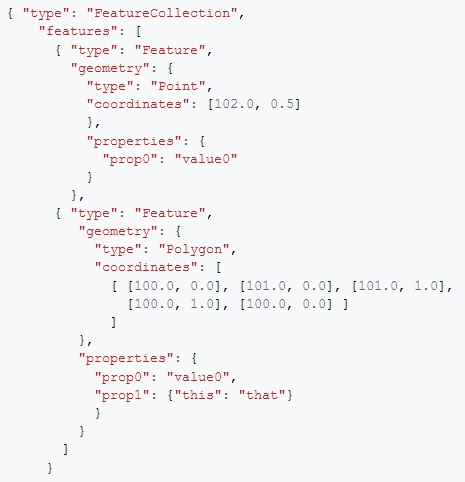 { "type": "FeatureCollection",
    "features": [
      { "type": "Feature",
        "geometry": {
          "type": "Point",
          "coordinates": [102.0, 0.5]
          },
          "properties": {
            "prop0": "value0"
          }
        },
      { "type": "Feature",
         "geometry": {
           "type": "Polygon",
           "coordinates": [
             [ [100.0, 0.0], [101.0, 0.0], [101.0, 1.0],
               [100.0, 1.0], [100.0, 0.0] ]
             ]
         },
         "properties": {
           "prop0": "value0",
           "prop1": {"this": "that"}
           }
         }
       ]
     }